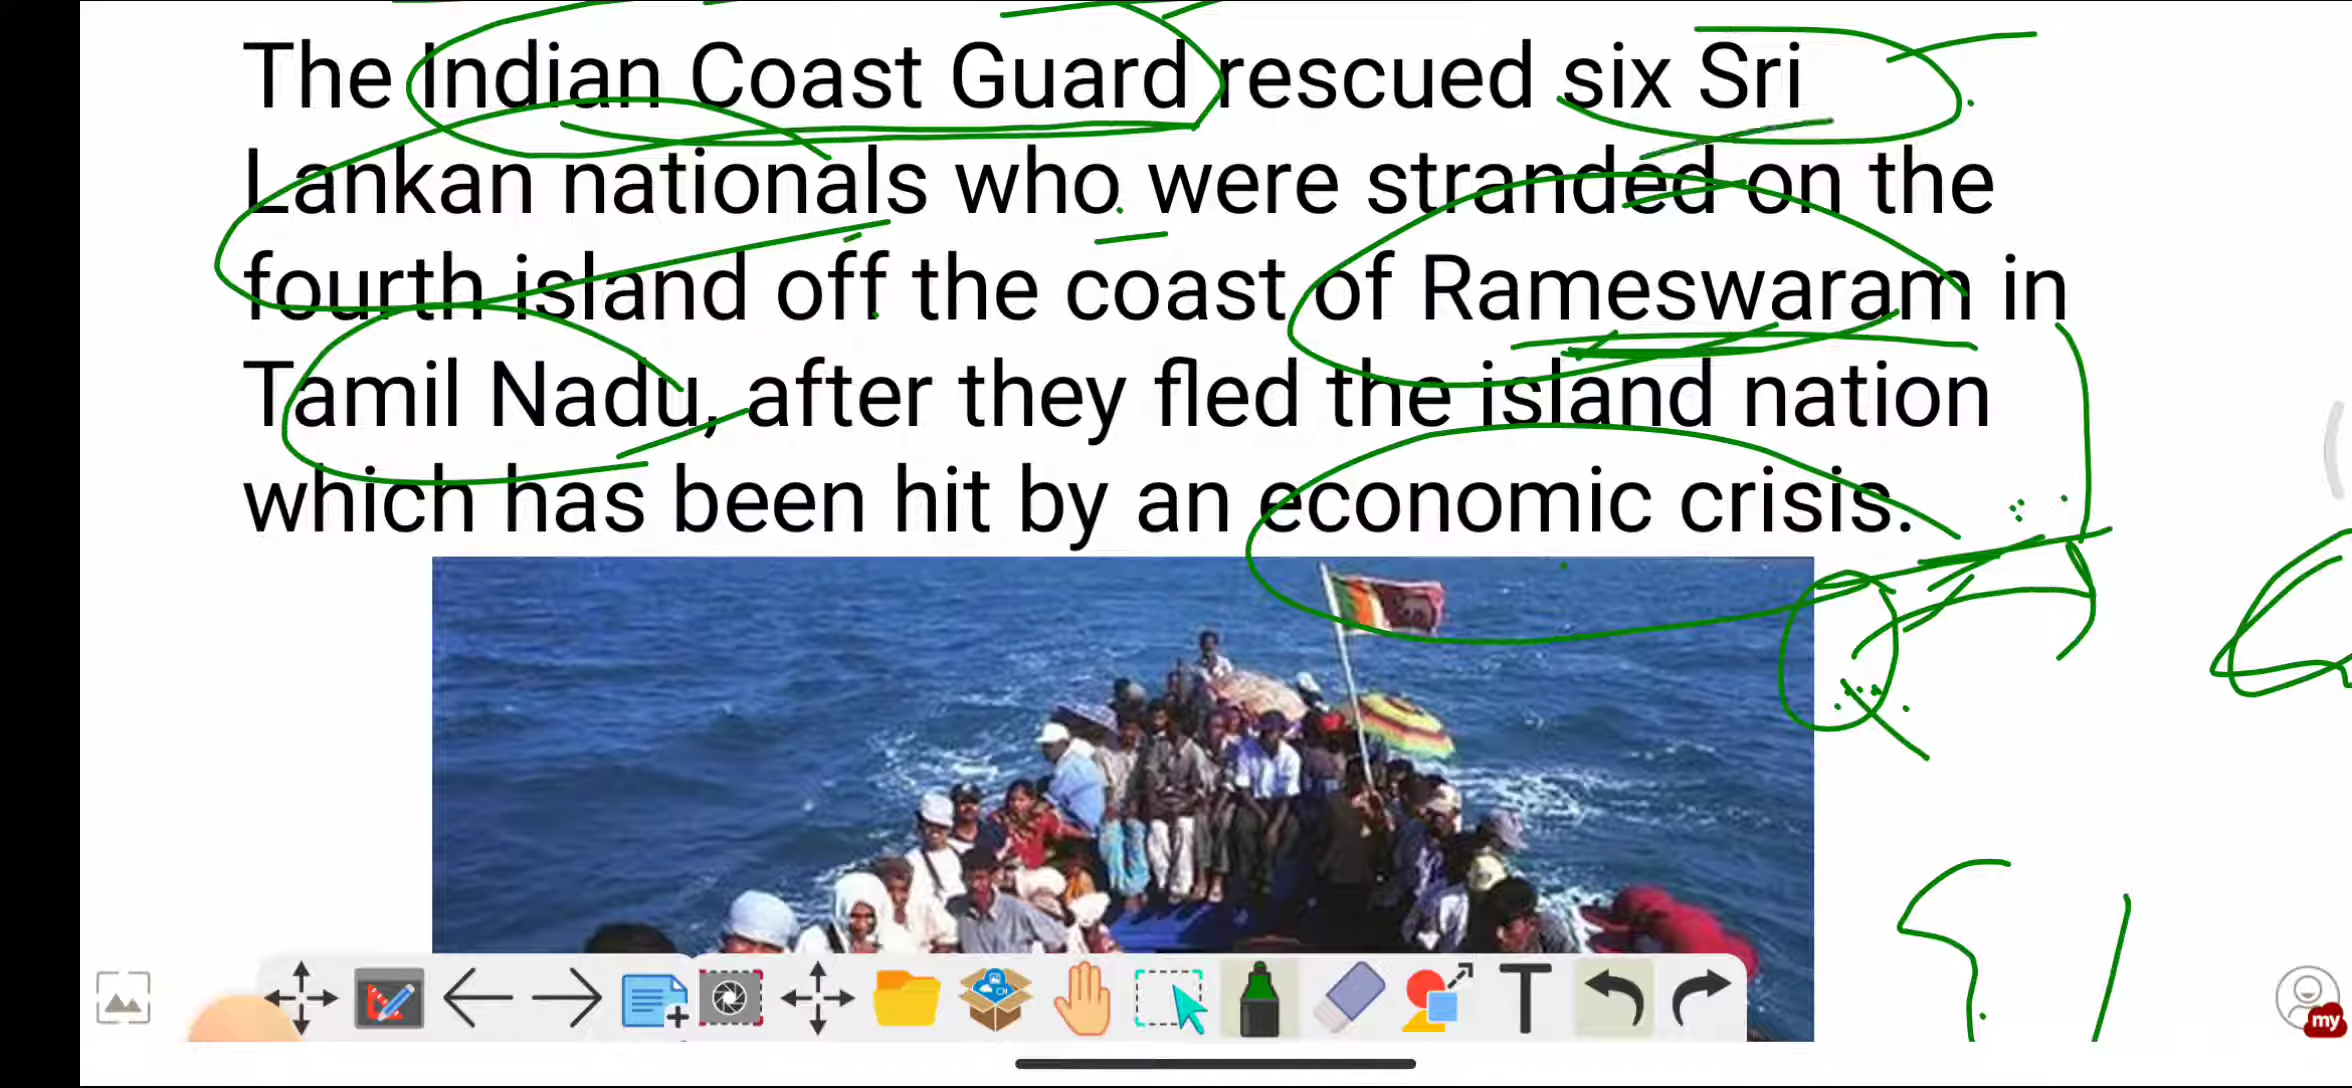 The Indian Coast Guard rescued six Sri
Lankan nationals who were stranded on the
fourth island off the coast of Rameswaram in
Tamil Nadu, after they fled the island nation
which has been hit by an economic crisis.
T
my